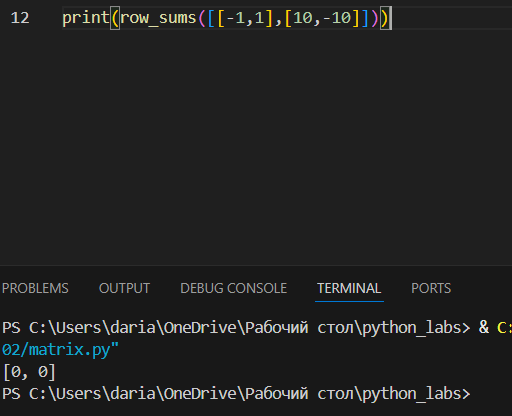 12 print(row_sums([[-1,1],[10,-10]]))
PROBLEMS OUTPUT DEBUG CONSOLE TERMINAL PORTS
PS C:\Users\daria\OneDrive\Рабочий стол\python_labs> & C:
02/matrix.py"
[0, 0]
PS C:\Users\daria\OneDrive\Рабочий стол\python_labs>